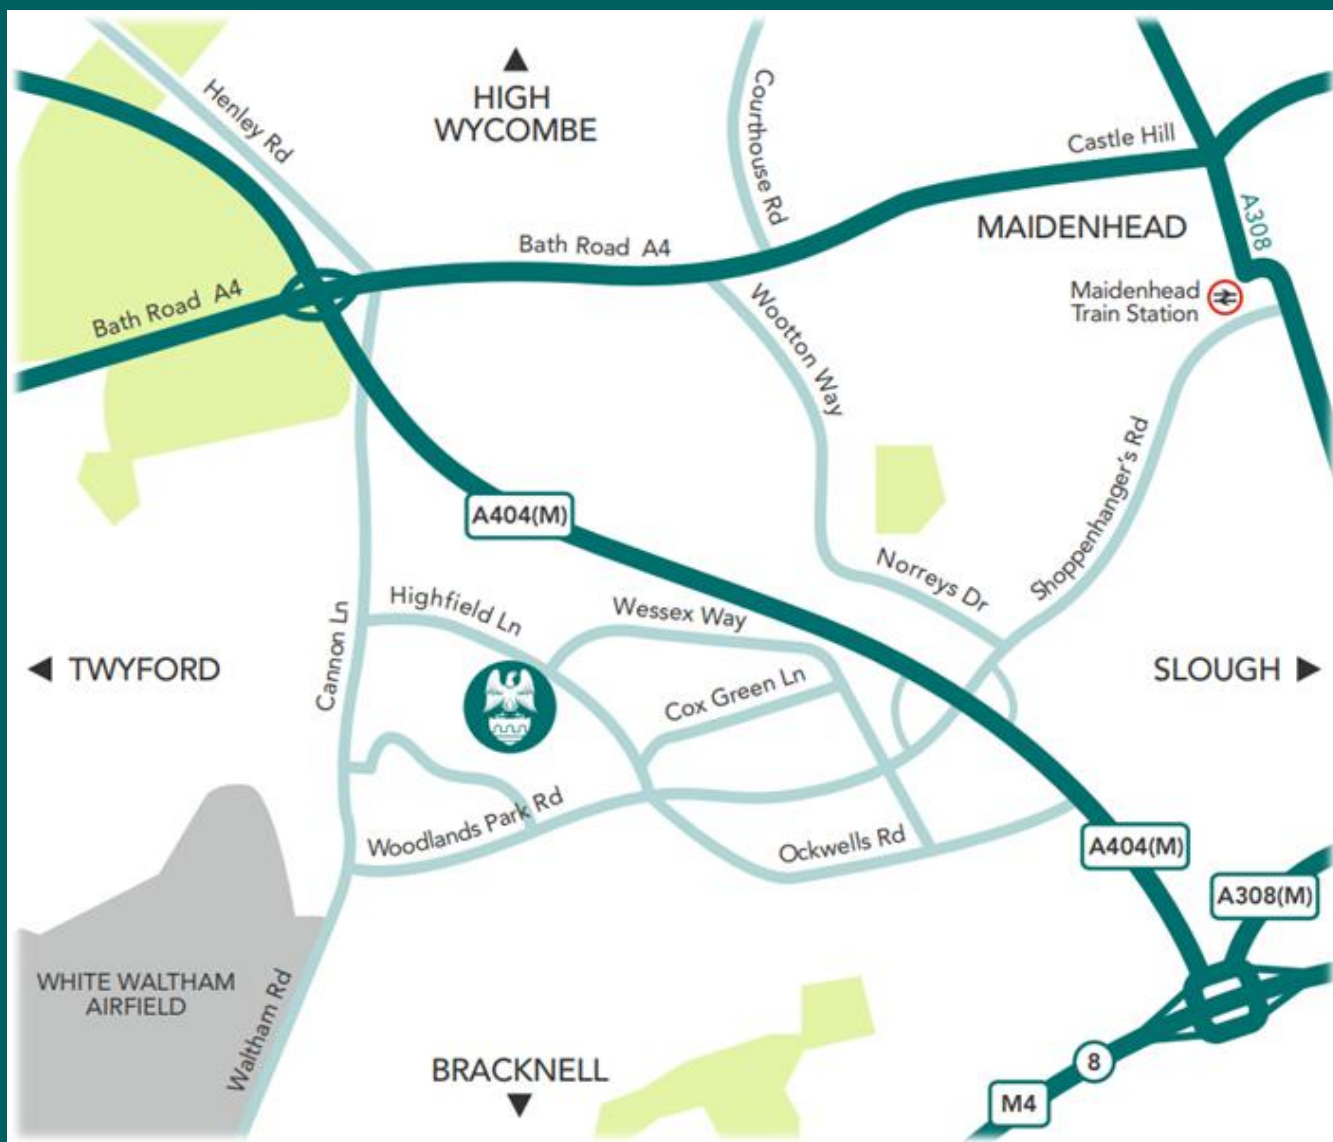 Henley Rd
HIGH
WYCOMBE
Courthouse Rd
Castle Hill
MAIDENHEAD
A308
Bath Road A4
Bath Road A4
Maidenhead
Train Station
Wootton Way
Shoppenhanger's Rd
A404(M)
Norreys Dr
Highfield Ln
Wessex Way
Cannon Ln
TWYFORD
SLOUGH
Cox Green Ln
Woodlands Park Rd
Ockwells Rd
A404(M)
A308(M)
WHITE WALTHAM
AIRFIELD
Waltham Rd
BRACKNELL
8
M4